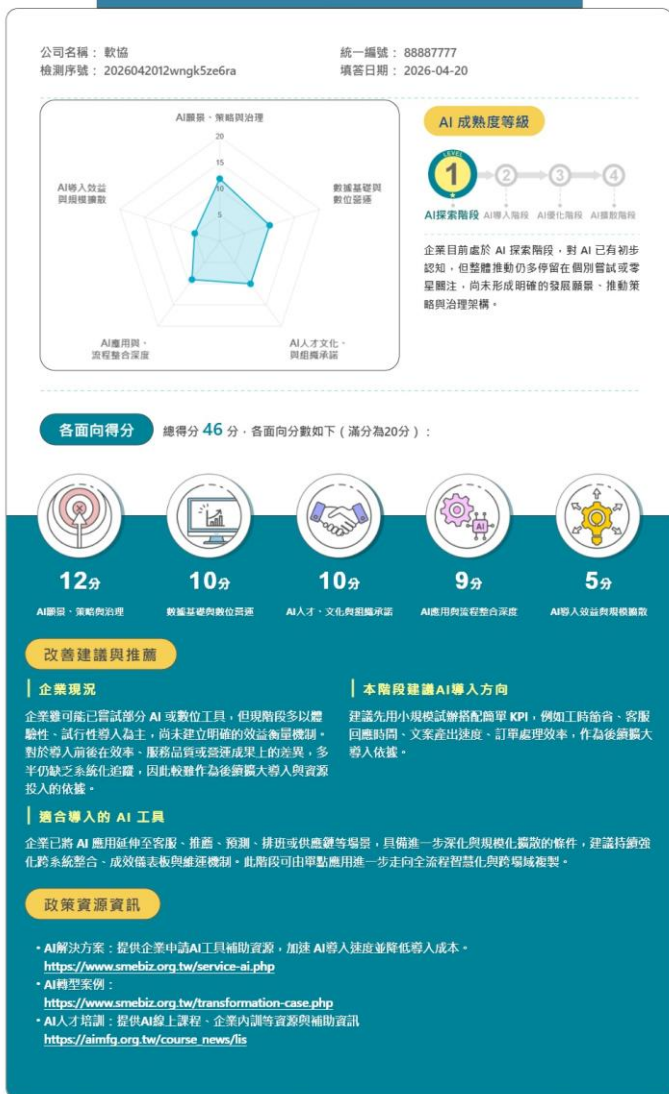 公司名稱： 軟協
統一編號： 88887777
檢測序號： 2026042012wngk5ze6ra
填答日期： 2026-04-20
AI願景、策略與治理
20
15
10
5
AI導入效益
與規模擴散
數據基礎與
數位營運
AI應用與、
流程整合深度
AI人才文化、
與組織承諾
AI 成熟度等級
LEVEL
1
2
3
4
AI探索階段
AI導入階段
AI優化階段
AI擴散階段
企業目前處於 AI 探索階段，對 AI 已有初步
認知，但整體推動仍多停留在個別嘗試或零
星關注，尚未形成明確的發展願景、推動策
略與治理架構。
各面向得分
總得分 46 分，各面向分數如下（滿分為20分）：
AI
12分
10分
10分
9分
5分
AI願景、策略與治理
數據基礎與數位營運
AI人才、文化與組織承諾
AI應用與流程整合深度
AI導入效益與規模擴散
改善建議與推薦
企業現況
企業雖可能已嘗試部分 AI 或數位工具，但現階段多以體
驗性、試行性導入為主，尚未建立明確的效益衡量機制。
對於導入前後在效率、服務品質或營運成果上的差異，多
半仍缺乏系統化追蹤，因此較難作為後續擴大導入與資源
投入的依據。
本階段建議AI導入方向
建議先用小規模試辦搭配簡單 KPI，例如工時節省、客服
回應時間、文案產出速度、訂單處理效率，作為後續擴大
導入依據。
適合導入的 AI 工具
企業已將 AI 應用延伸至客服、推薦、預測、排班或供應鏈等場景，具備進一步深化與規模化擴散的條件，建議持續強
化跨系統整合、成效儀表板與維運機制。此階段可由單點應用進一步走向全流程智慧化與跨場域複製。
政策資源資訊
・AI解決方案：提供企業申請AI工具補助資源，加速 AI導入速度並降低導入成本。
https://www.smebiz.org.tw/service-ai.php
・AI轉型案例：
https://www.smebiz.org.tw/transformation-case.php
・AI人才培訓：提供AI線上課程、企業內訓等資源與補助資訊
https://aimfg.org.tw/course_news/lis